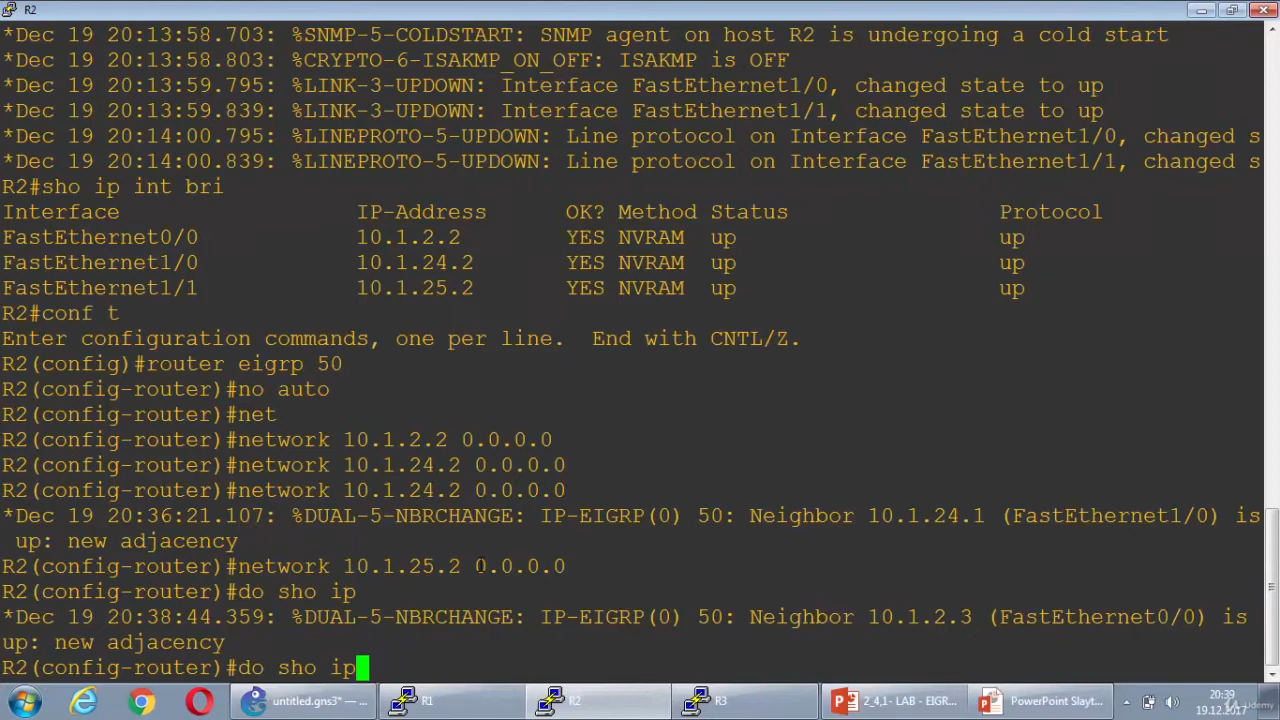 R2
*Dec 19 20:13:58.703: %SNMP-5-COLDSTART: SNMP agent on host R2 is undergoing a cold start
*Dec 19 20:13:58.803: %CRYPTO-6-ISAKMP_ON_OFF: ISAKMP is OFF
*Dec 19 20:13:59.795: %LINK-3-UPDOWN: Interface FastEthernet1/0, changed state to up
*Dec 19 20:13:59.839: %LINK-3-UPDOWN: Interface FastEthernet1/1, changed state to up
*Dec 19 20:14:00.795: %LINEPROTO-5-UPDOWN: Line protocol on Interface FastEthernet1/0, changed s
*Dec 19 20:14:00.839: %LINEPROTO-5-UPDOWN: Line protocol on Interface FastEthernet1/1, changed s
R2#sho ip int bri
Interface IP-Address OK? Method Status Protocol
FastEthernet0/0 10.1.2.2 YES NVRAM up up
FastEthernet1/0 10.1.24.2 YES NVRAM up up
FastEthernet1/1 10.1.25.2 YES NVRAM up up
R2#conf t
Enter configuration commands, one per line. End with CNTL/Z.
R2(config)#router eigrp 50
R2(config-router)#no auto
R2(config-router)#net
R2(config-router)#network 10.1.2.2 0.0.0.0
R2(config-router)#network 10.1.24.2 0.0.0.0
R2(config-router)#network 10.1.24.2 0.0.0.0
*Dec 19 20:36:21.107: %DUAL-5-NBRCHANGE: IP-EIGRP(0) 50: Neighbor 10.1.24.1 (FastEthernet1/0) is
up: new adjacency
R2(config-router)#network 10.1.25.2 0.0.0.0
R2(config-router)#do sho ip
*Dec 19 20:38:44.359: %DUAL-5-NBRCHANGE: IP-EIGRP(0) 50: Neighbor 10.1.2.3 (FastEthernet0/0) is
up: new adjacency
R2(config-router)#do sho ip
untitled.gns3* — ... R1 R2 R3 2_4,1- LAB - EIGR... PowerPoint Slayt... 20:39
19.12.2017
Udemy